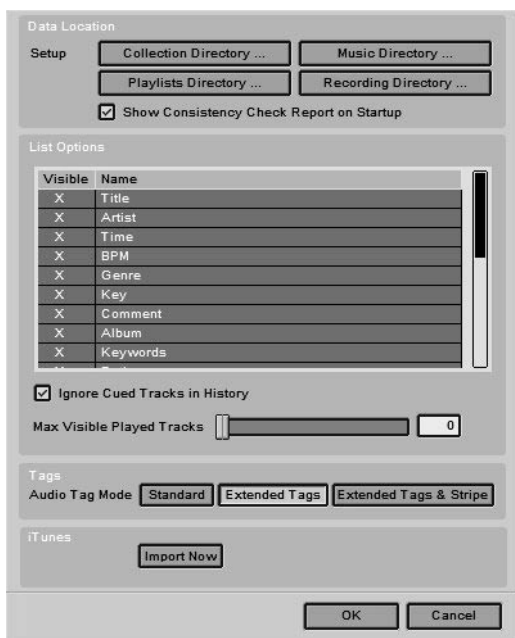 Data Location
Setup Collection Directory ... Music Directory ...
Playlists Directory ... Recording Directory ...
Show Consistency Check Report on Startup
List Options
Visible Name
X Title
X Artist
X Time
X BPM
X Genre
X Key
X Comment
X Album
X Keywords
Ignore Cued Tracks in History
Max Visible Played Tracks 0
Tags
Audio Tag Mode Standard Extended Tags Extended Tags & Stripe
iTunes
Import Now
OK Cancel